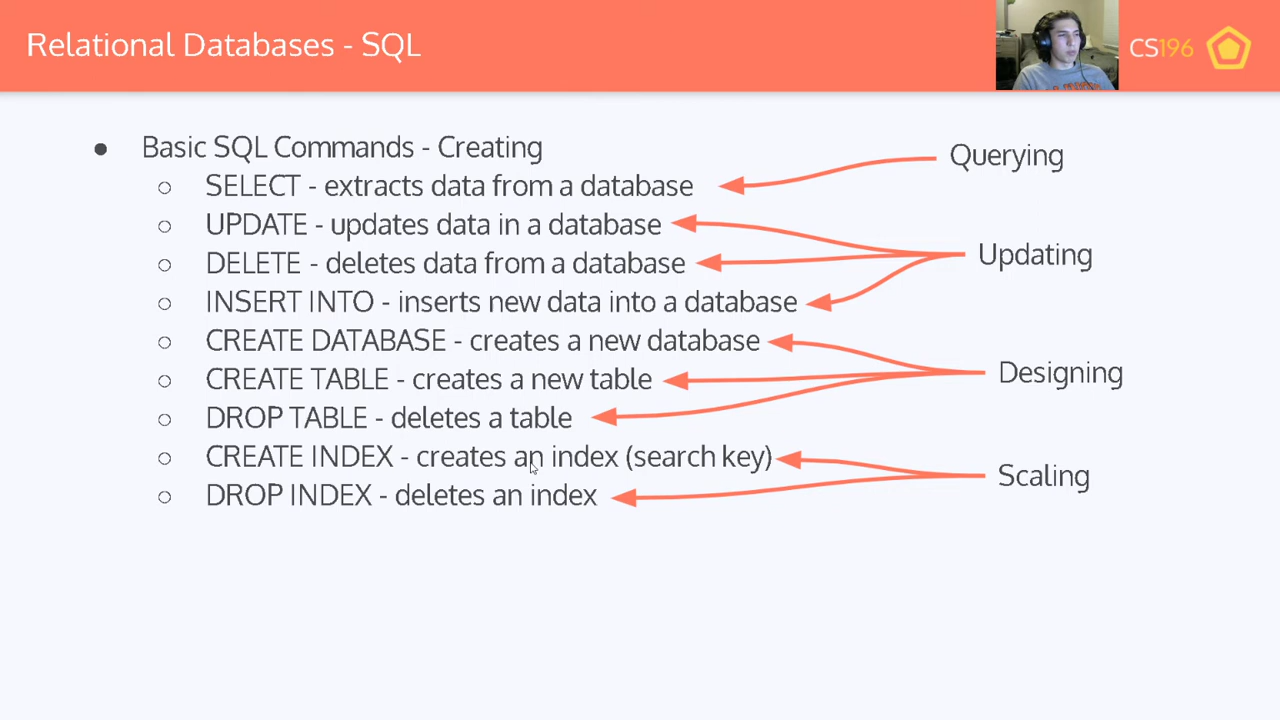 Relational Databases - SQL
CS196
Basic SQL Commands - Creating
SELECT - extracts data from a database
UPDATE - updates data in a database
DELETE - deletes data from a database
INSERT INTO - inserts new data into a database
CREATE DATABASE - creates a new database
CREATE TABLE - creates a new table
DROP TABLE - deletes a table
CREATE INDEX - creates an index (search key)
DROP INDEX - deletes an index
Querying
Updating
Designing
Scaling